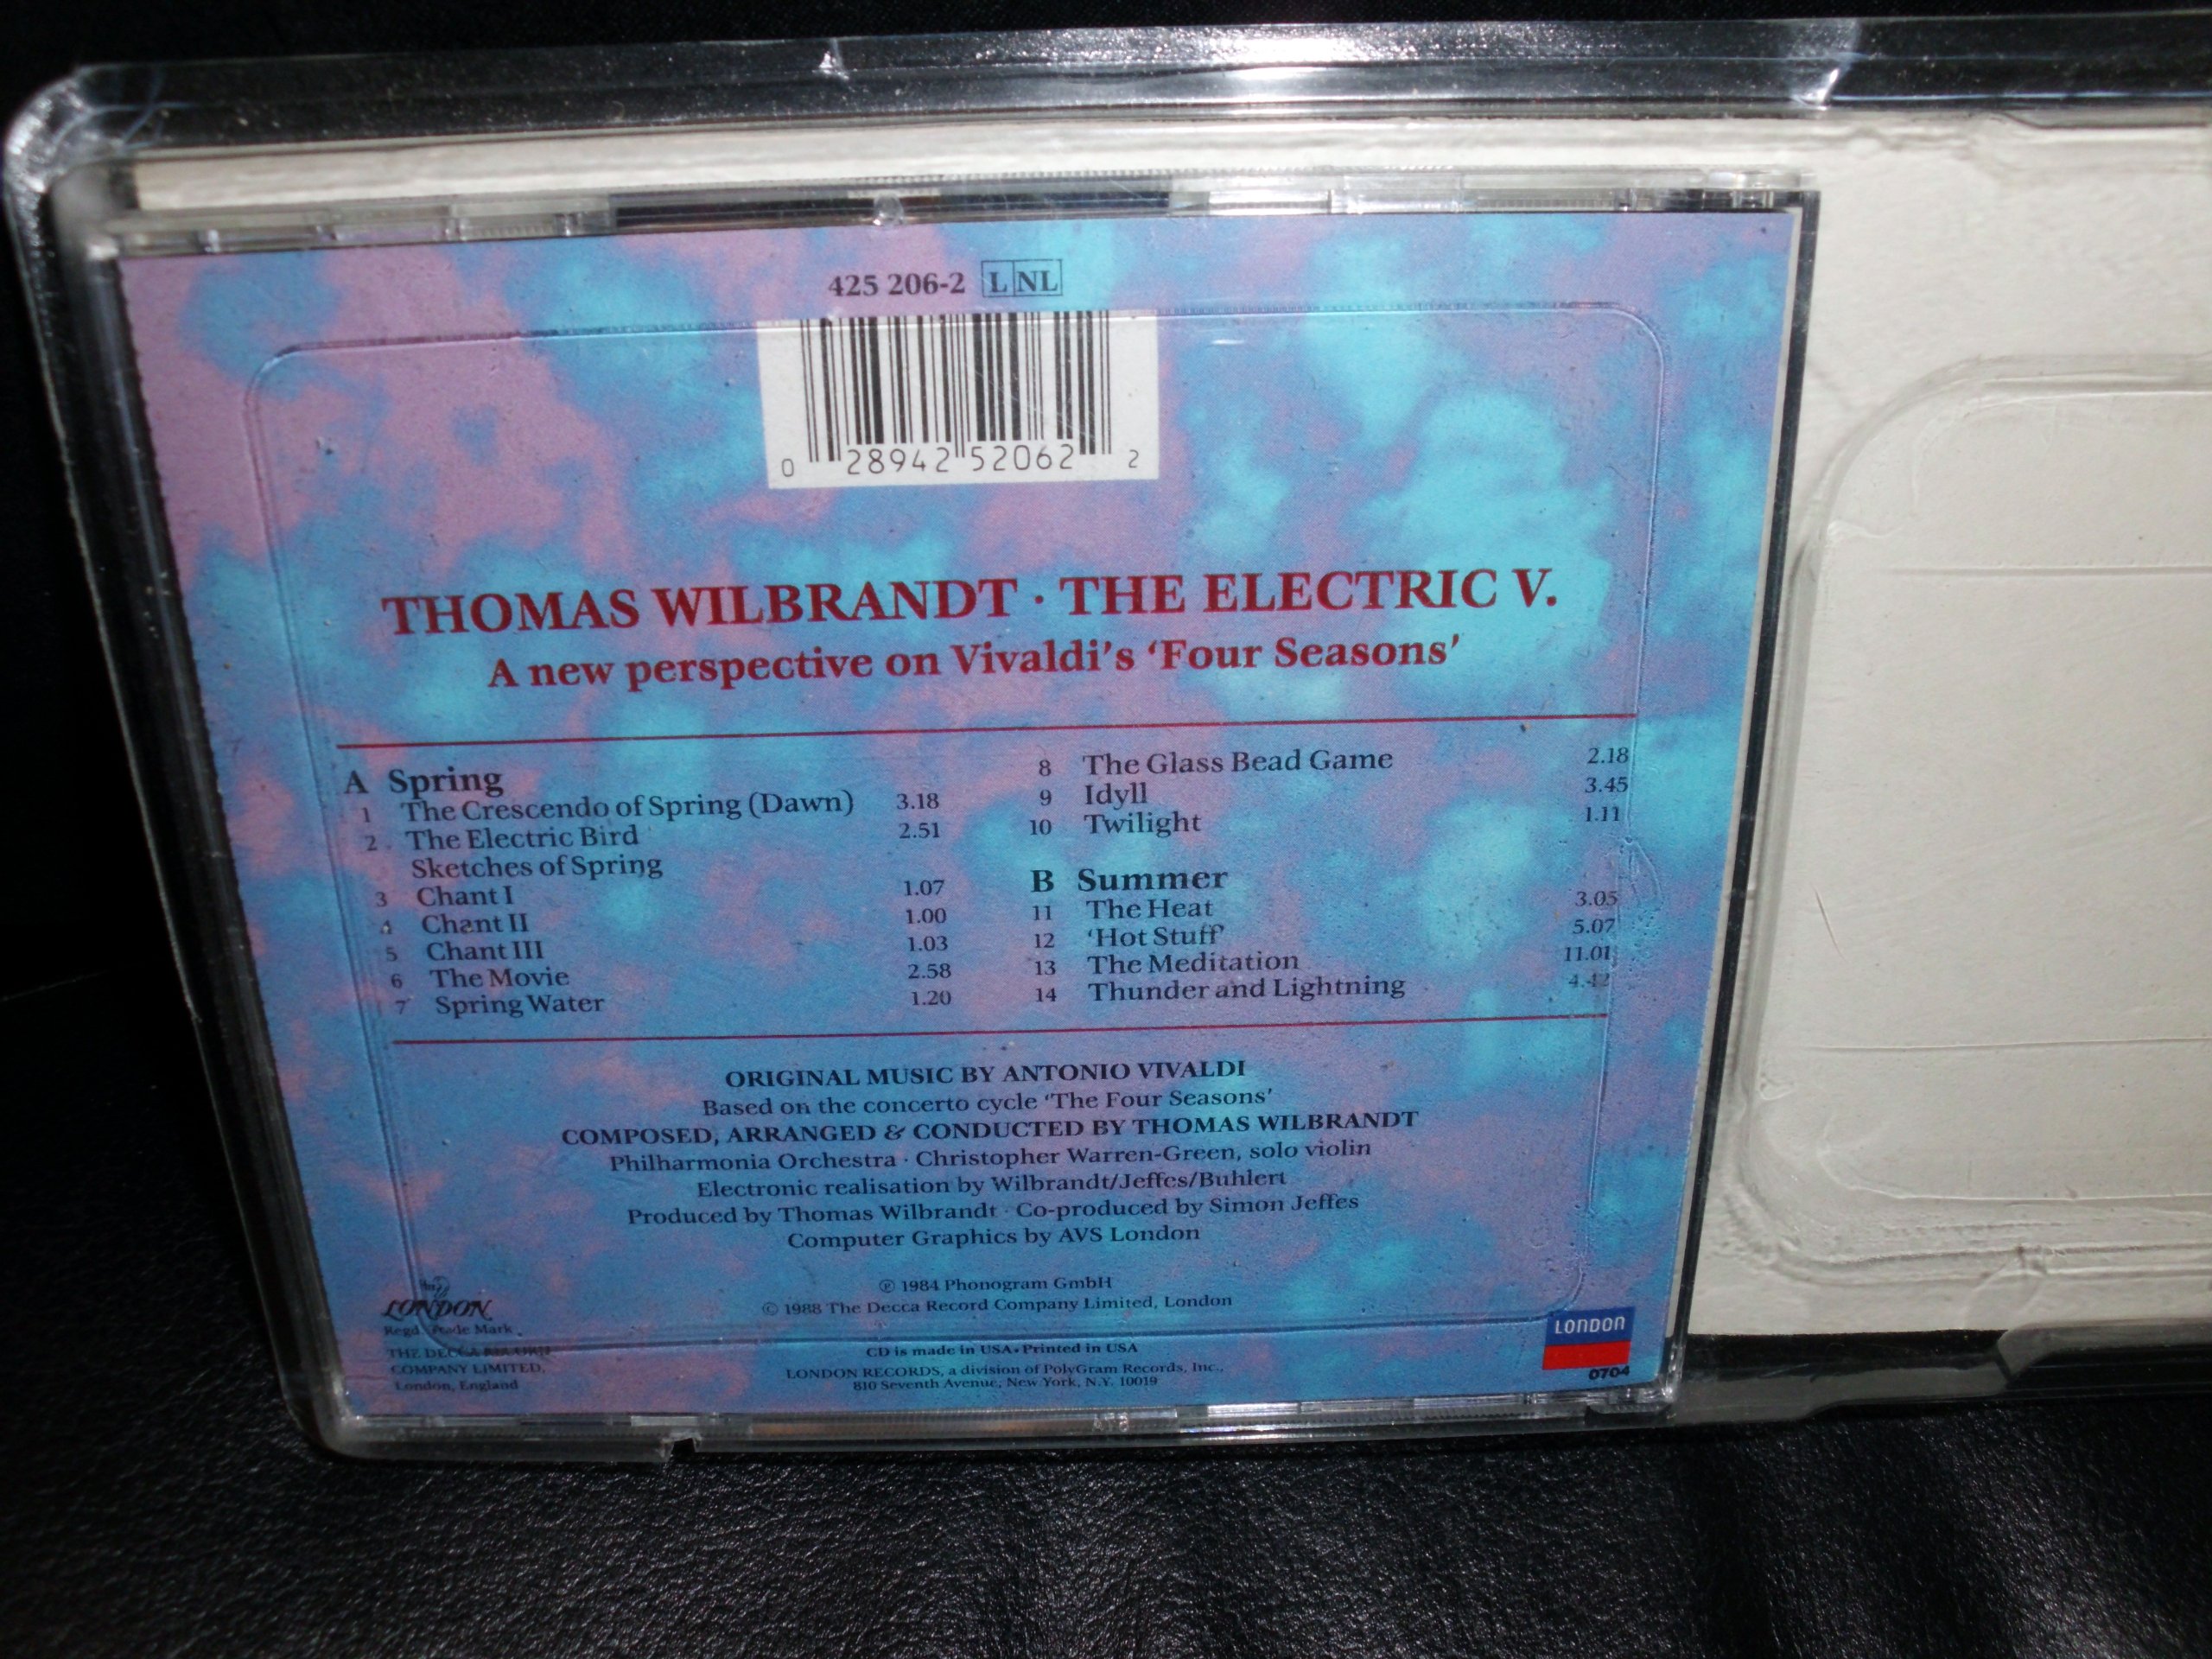 425 206-2 L NL
0 28942 52062 2
THOMAS WILBRANDT · THE ELECTRIC V.
A new perspective on Vivaldi's 'Four Seasons'
A Spring
1 The Crescendo of Spring (Dawn) 3.18
2 The Electric Bird 2.51
Sketches of Spring
3 Chant I 1.07
4 Chant II 1.00
5 Chant III 1.03
6 The Movie 2.58
7 Spring Water 1.20
8 The Glass Bead Game 2.18
9 Idyll 3.45
10 Twilight 1.11
B Summer
11 The Heat 3.05
12 'Hot Stuff' 5.07
13 The Meditation 11.01
14 Thunder and Lightning 4.42
ORIGINAL MUSIC BY ANTONIO VIVALDI
Based on the concerto cycle 'The Four Seasons'
COMPOSED, ARRANGED & CONDUCTED BY THOMAS WILBRANDT
Philharmonia Orchestra · Christopher Warren-Green, solo violin
Electronic realisation by Wilbrandt/Jeffes/Buhlert
Produced by Thomas Wilbrandt · Co-produced by Simon Jeffes
Computer Graphics by AVS London
℗ 1984 Phonogram GmbH
© 1988 The Decca Record Company Limited, London
CD is made in USA • Printed in USA
LONDON RECORDS, a division of PolyGram Records, Inc.,
810 Seventh Avenue, New York, N.Y. 10019
LONDON
Regd. Trade Mark
THE DECCA RECORD
COMPANY LIMITED,
London, England
LONDON
0704